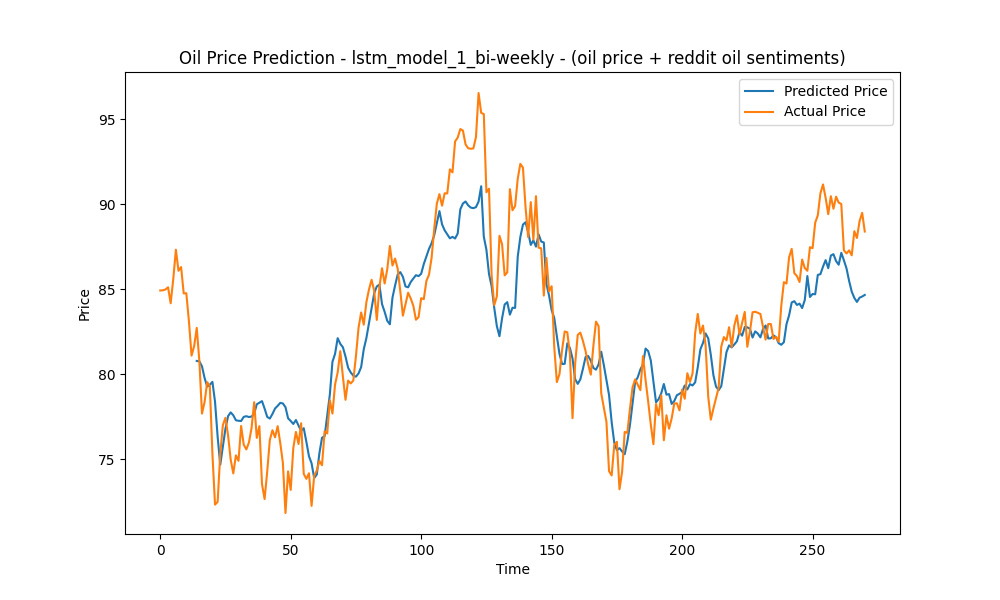 Oil Price Prediction - lstm_model_1_bi-weekly - (oil price + reddit oil sentiments)
Predicted Price
Actual Price
95
90
85
80
75
Price
0 50 100 150 200 250
Time